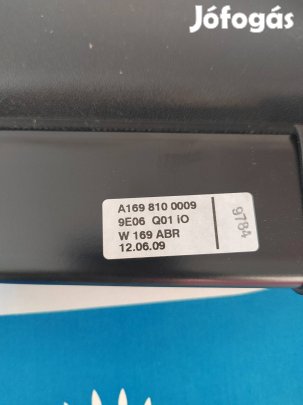 Jófogás
A169 810 0009
9E06 Q01 iO
W 169 ABR
12.06.09
9784